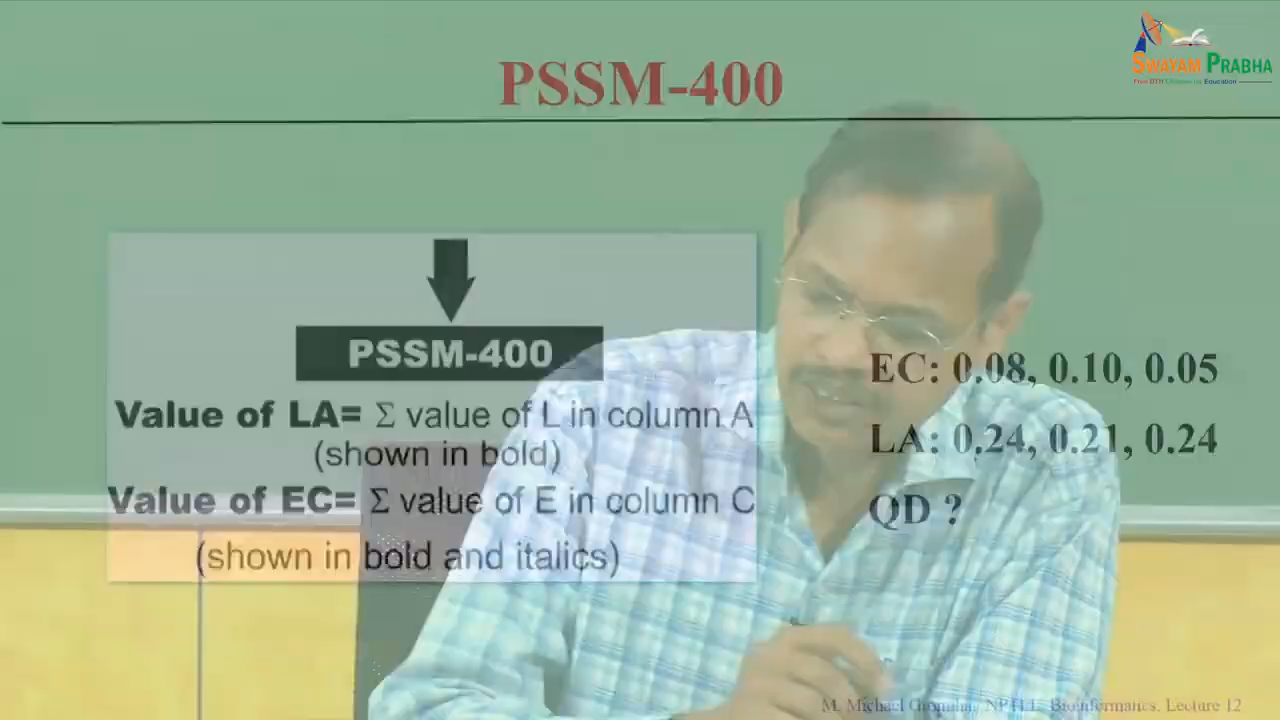 SWAYAM PRABHA
PSSM-400
PSSM-400
Value of LA= Σ value of L in column A
(shown in bold)
Value of EC= Σ value of E in column C
(shown in bold and italics)
EC: 0.08, 0.10, 0.05
LA: 0.24, 0.21, 0.24
QD ?
M. Michael Gromiha, NPTEL, Bioinformatics, Lecture 12